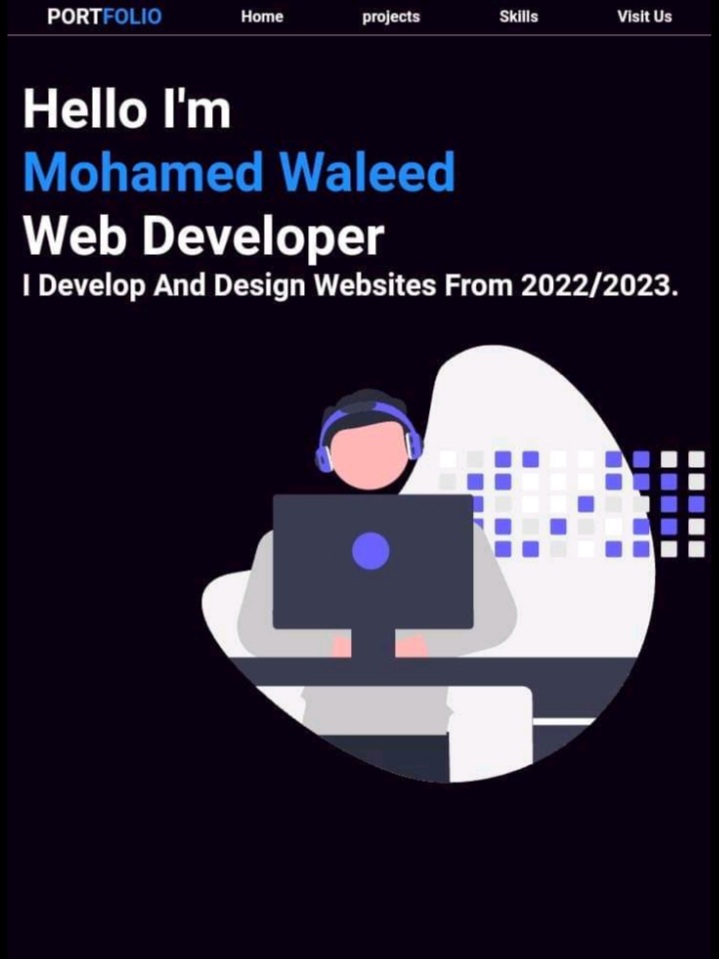 PORTFOLIO Home projects Skills Visit Us
Hello I'm
Mohamed Waleed
Web Developer
I Develop And Design Websites From 2022/2023.